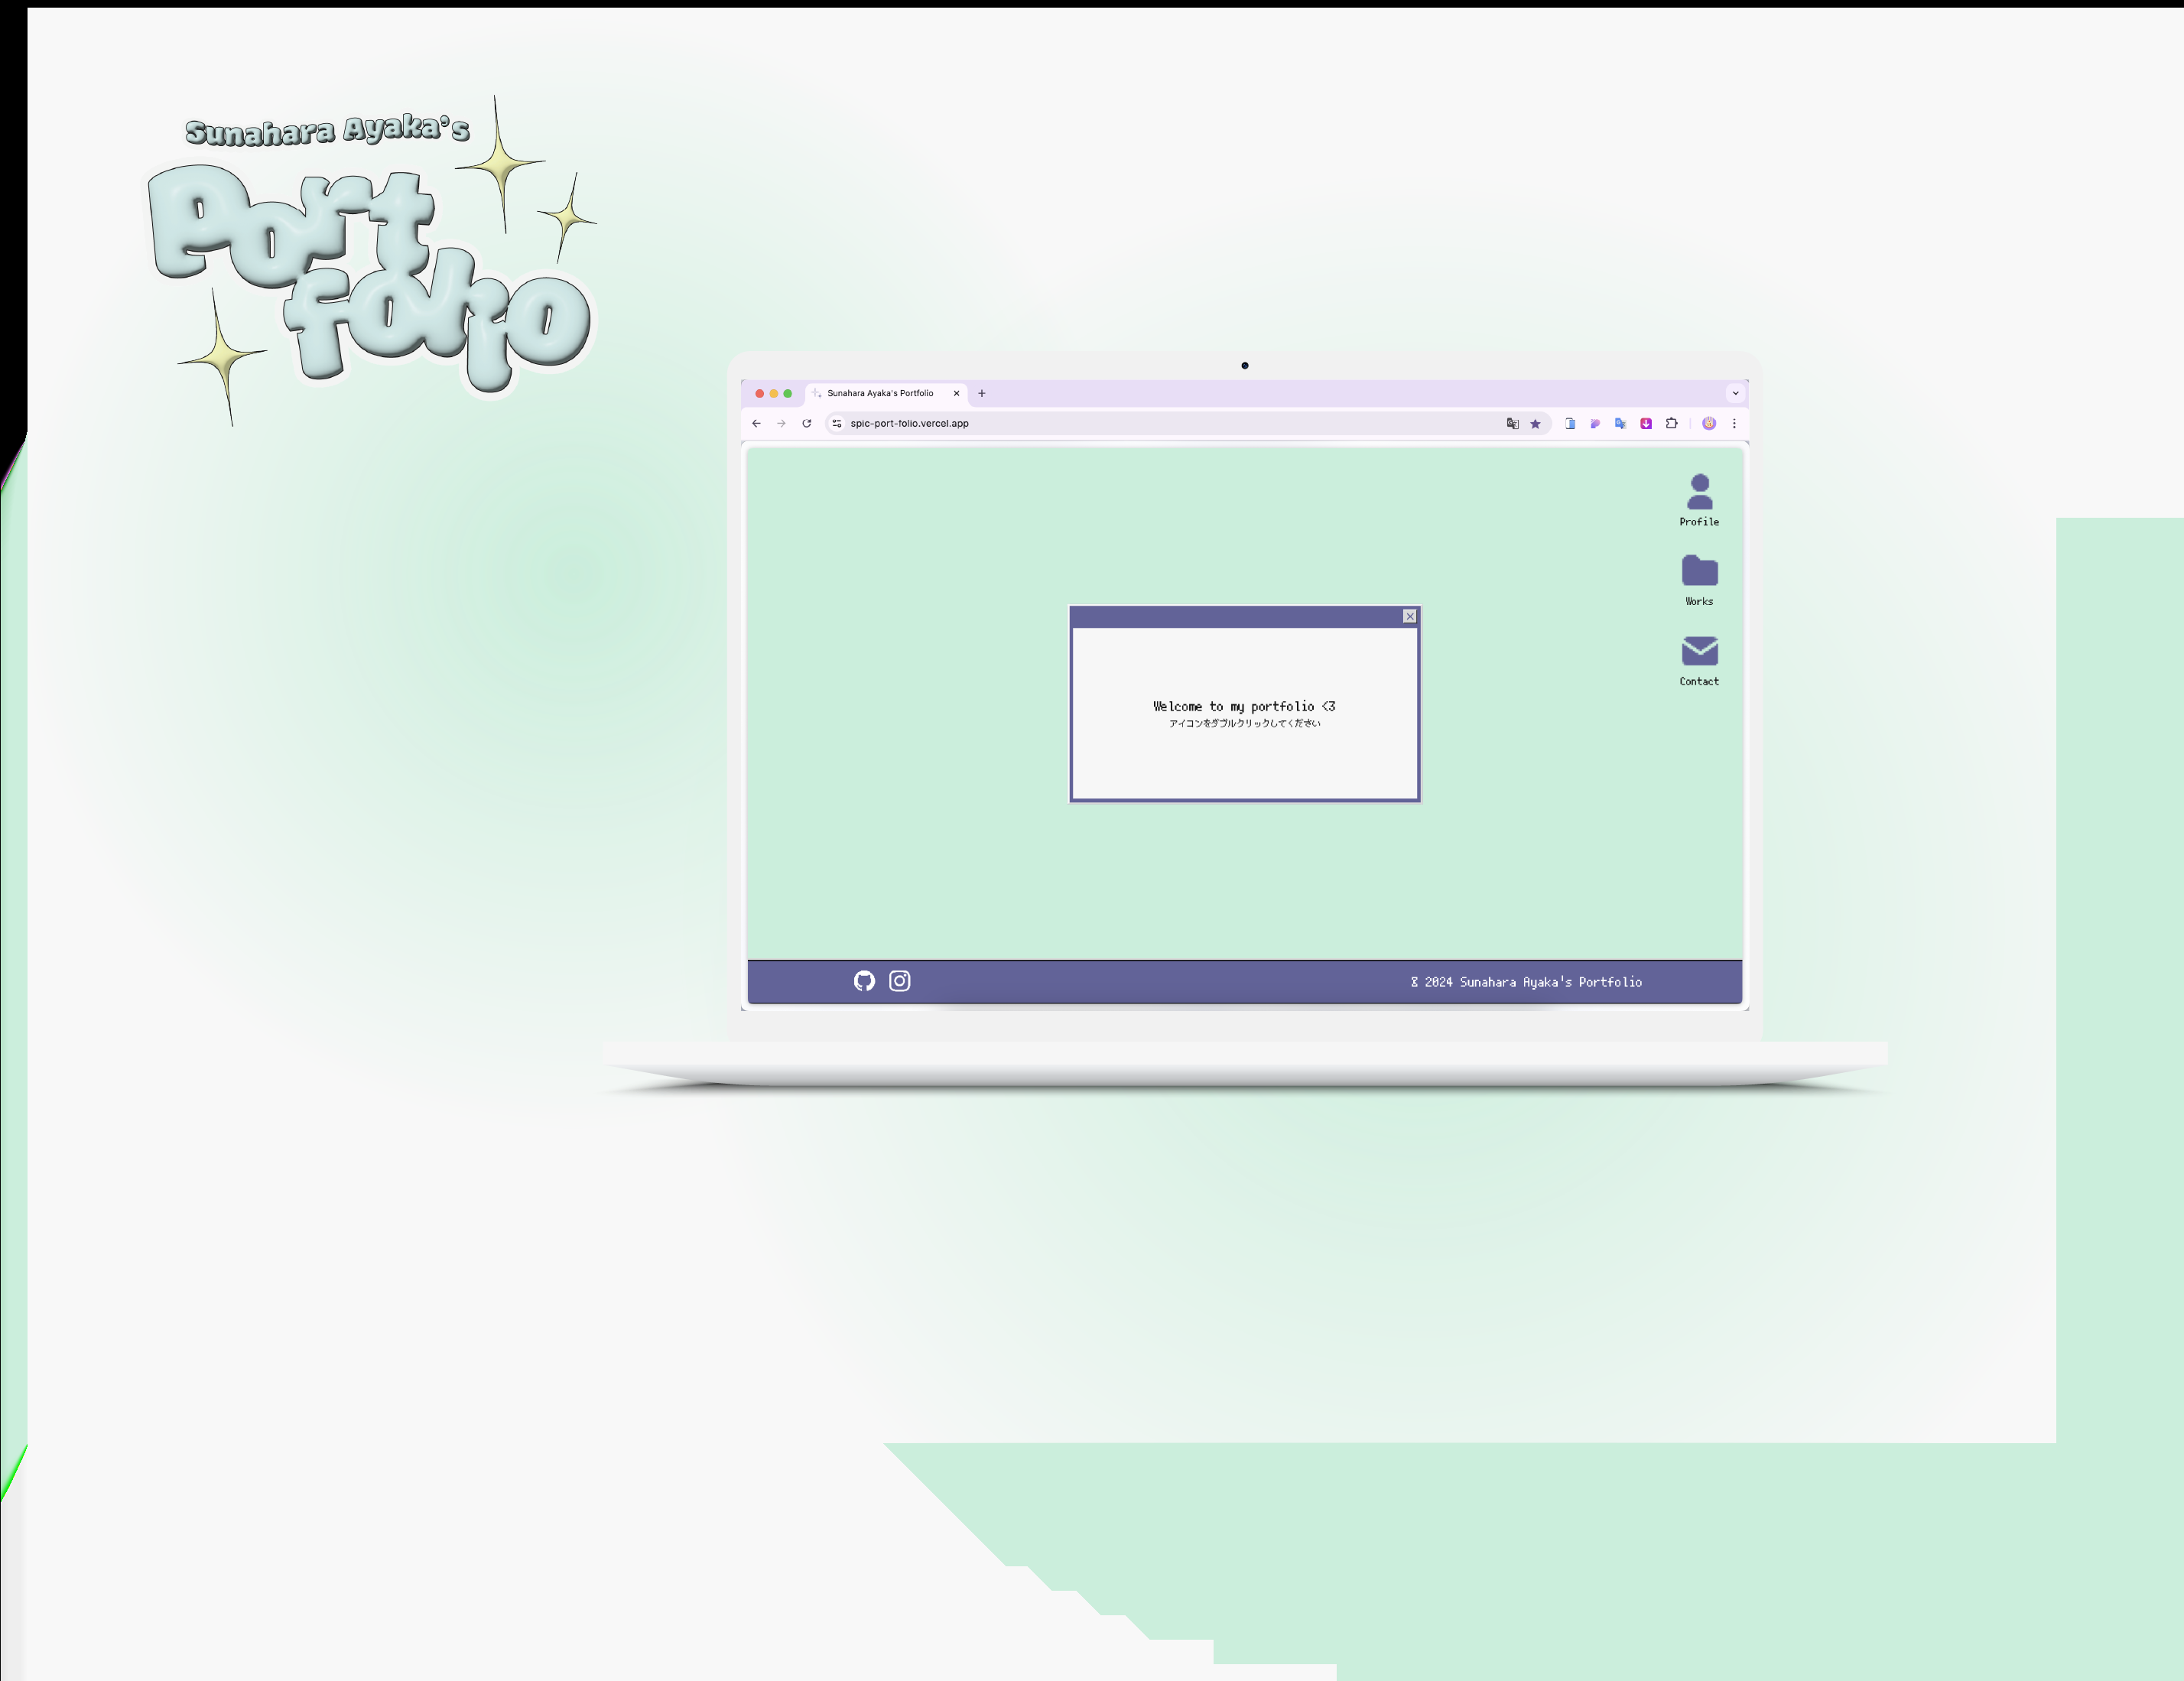 Sunahara Ayaka's
Port
folio
Sunahara Ayaka's Portfolio
spic-port-folio.vercel.app
Profile
Works
Contact
Welcome to my portfolio <3
アイコンをダブルクリックしてください
2024 Sunahara Ayaka's Portfolio